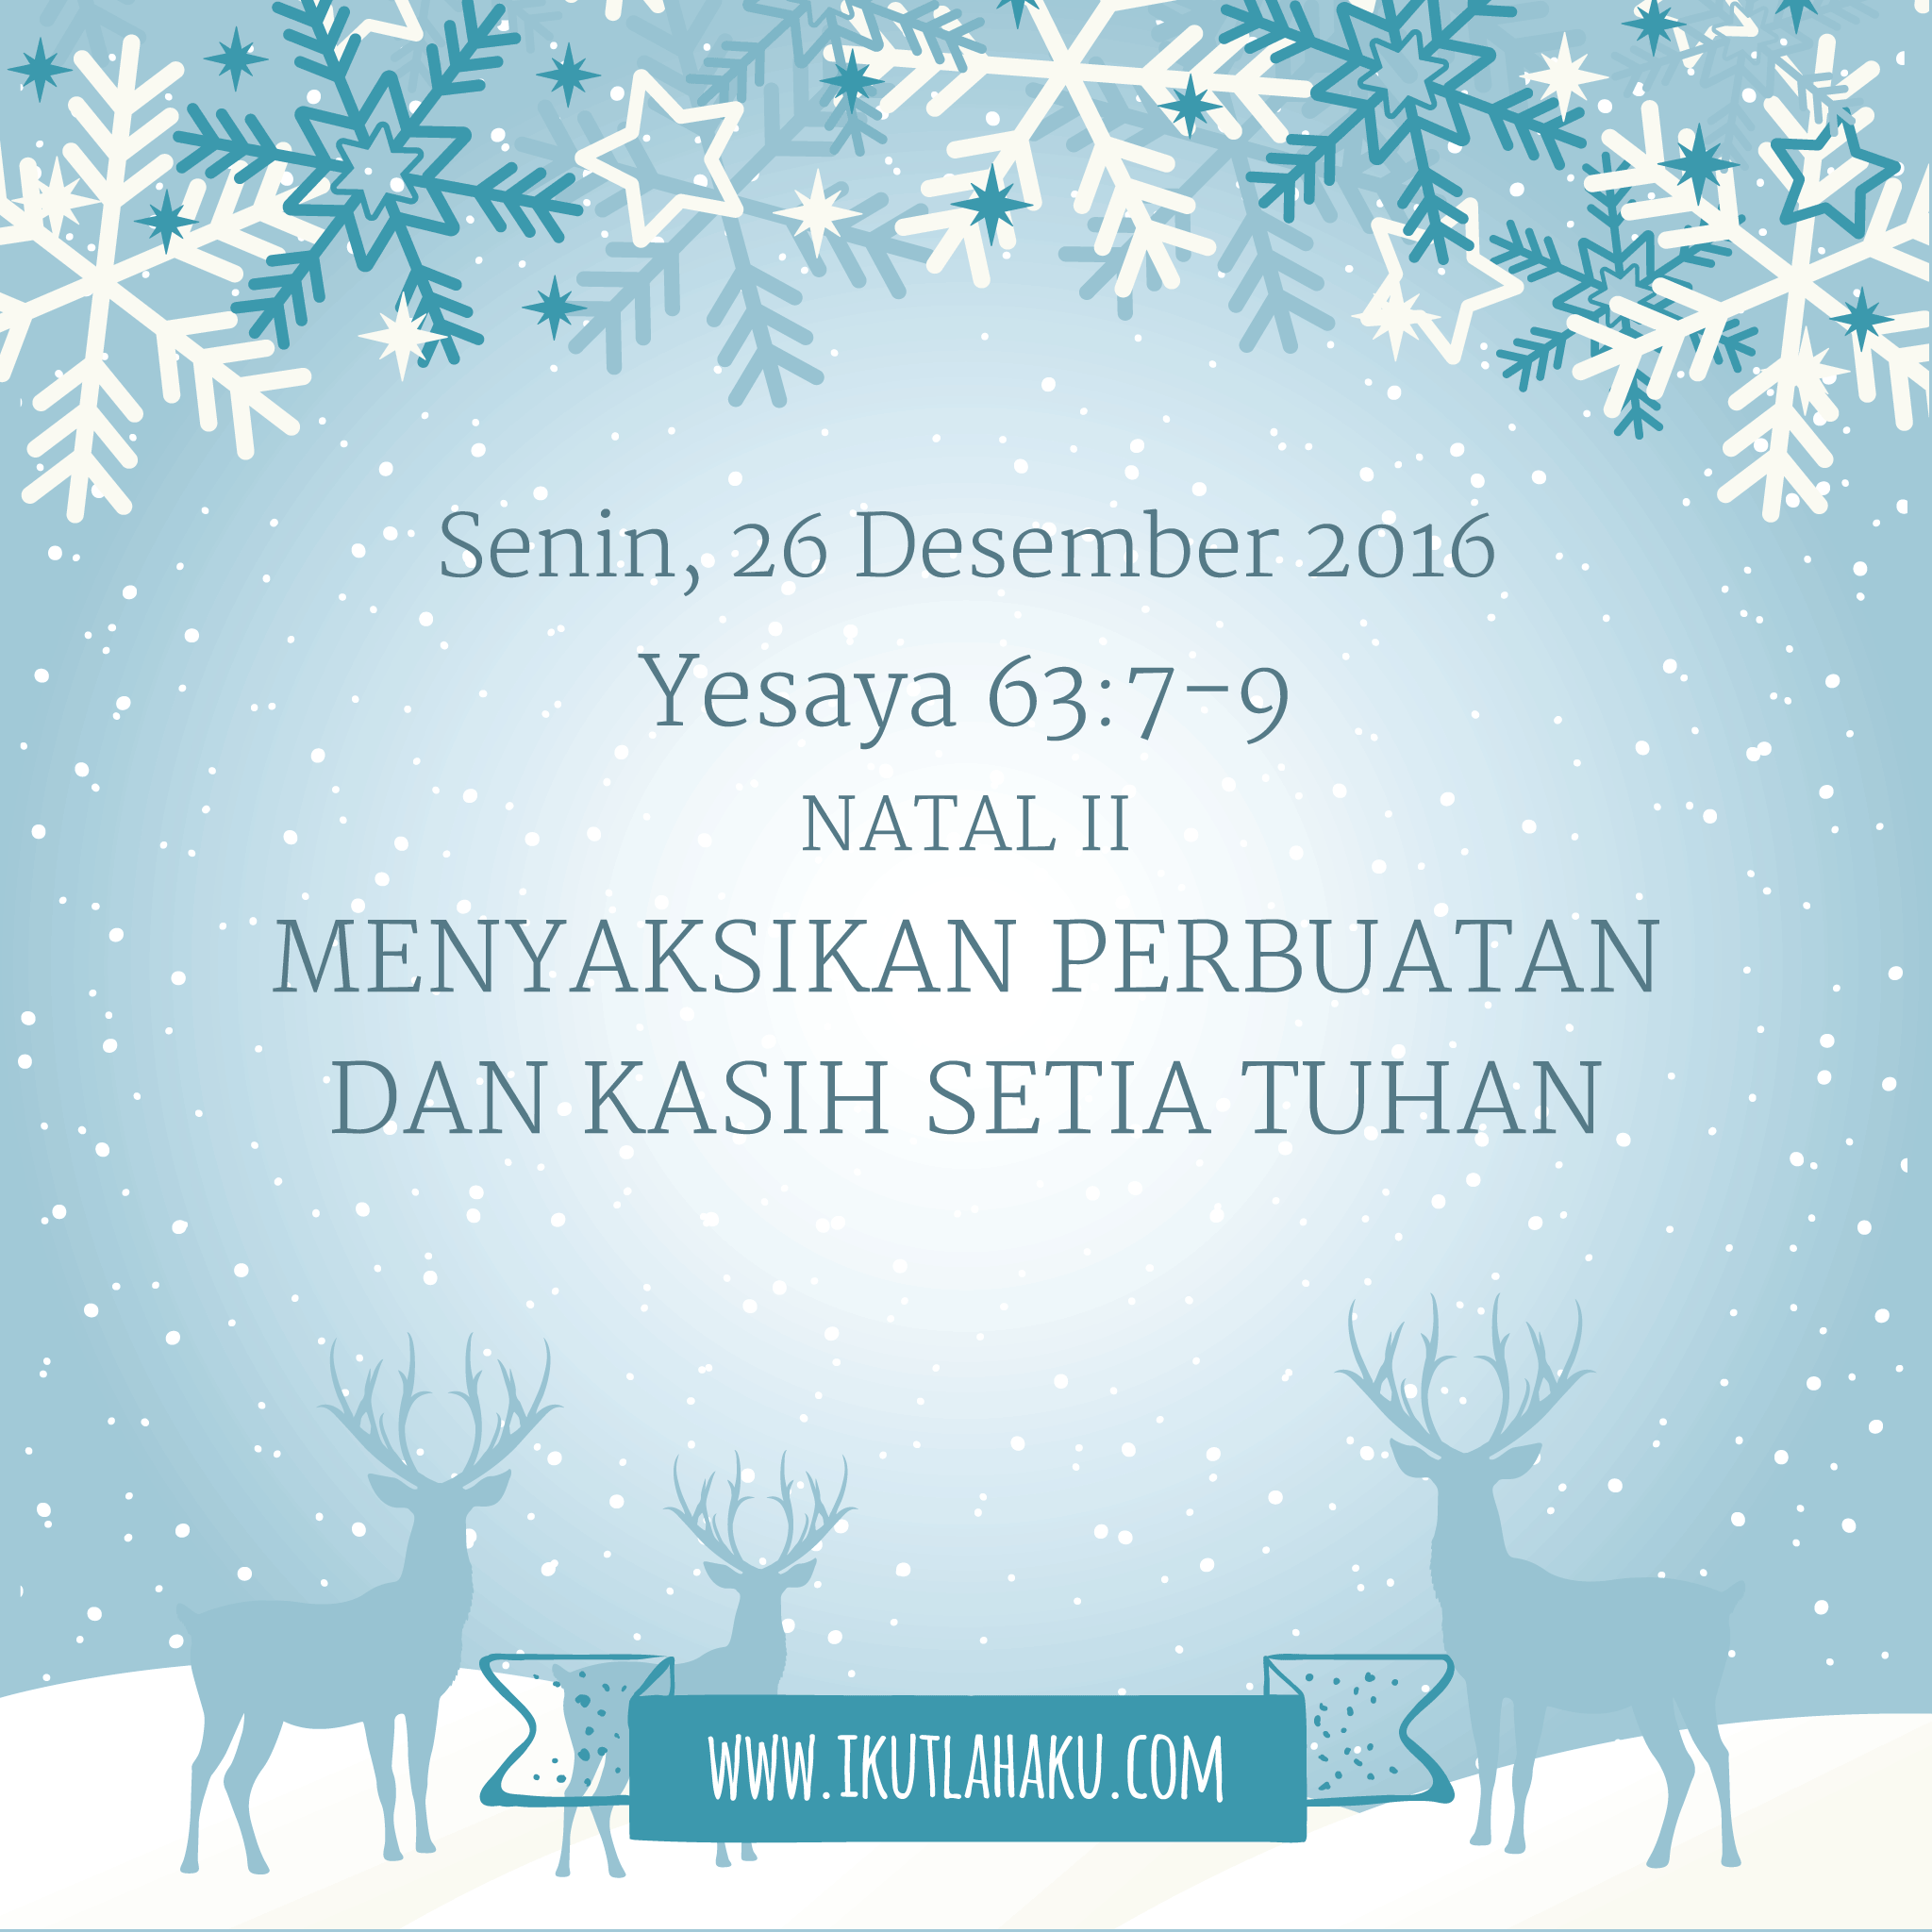 Senin, 26 Desember 2016
Yesaya 63:7-9
NATAL II
MENYAKSIKAN PERBUATAN
DAN KASIH SETIA TUHAN
WWW.IKUTLAHAKU.COM